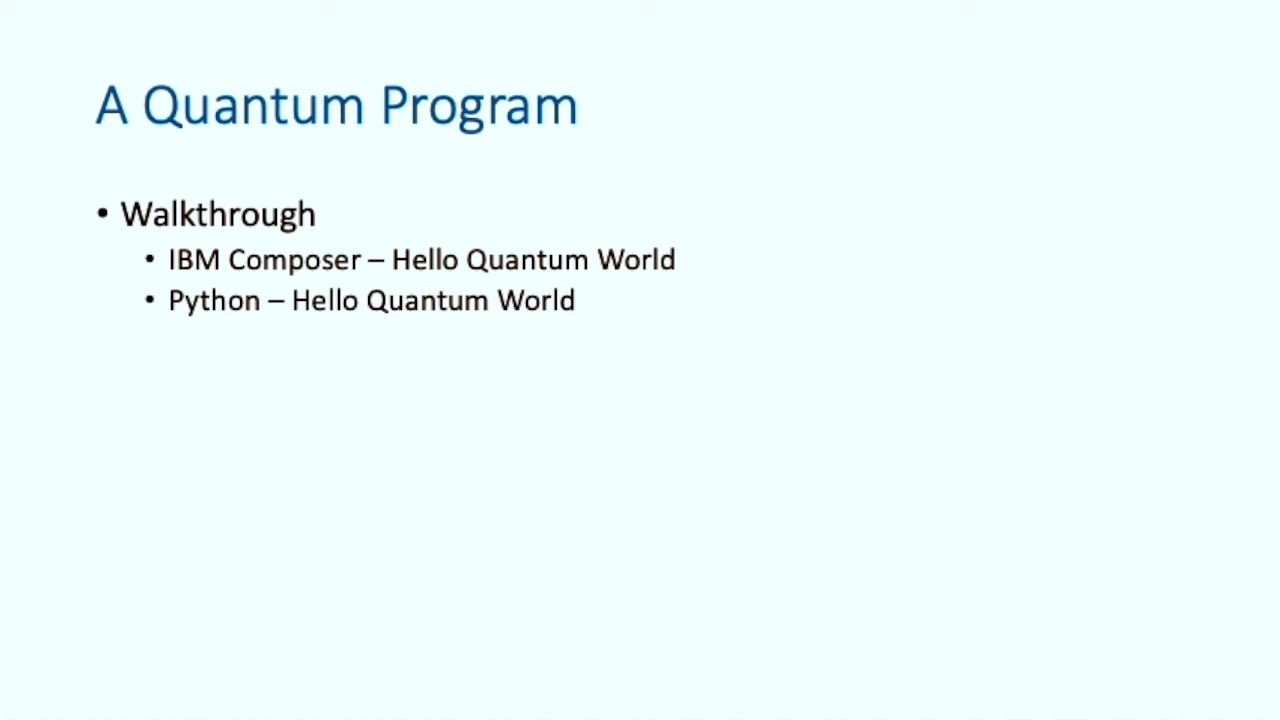 A Quantum Program
• Walkthrough
• IBM Composer – Hello Quantum World
• Python – Hello Quantum World